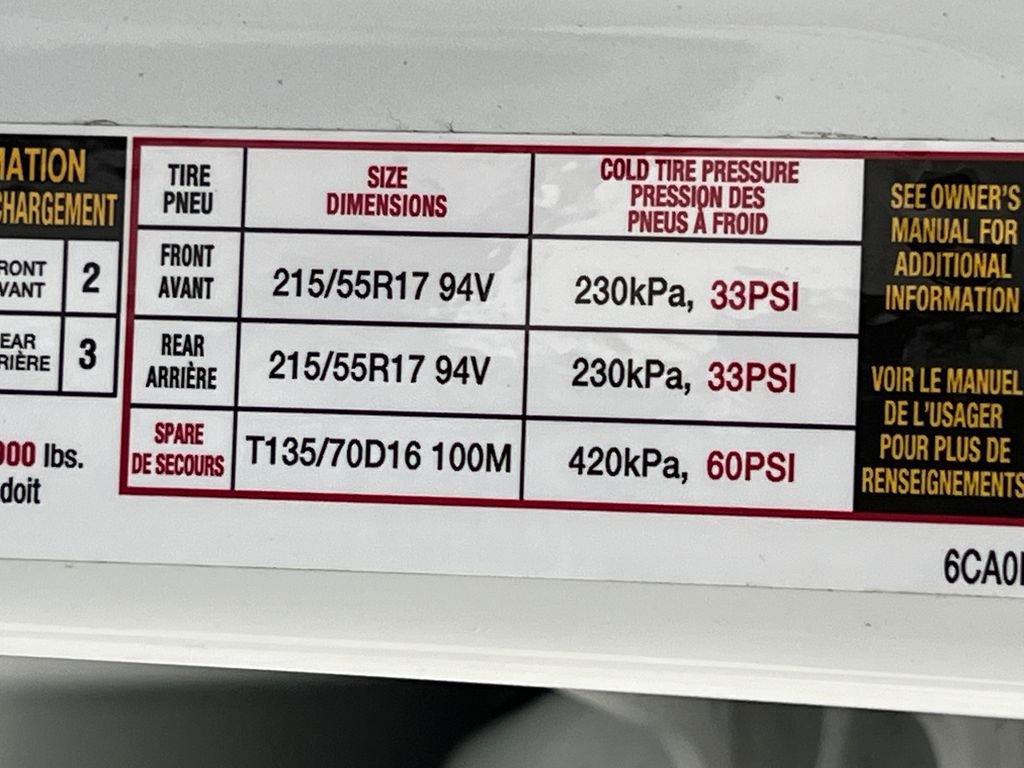 MATION
CHARGEMENT
RONT
VANT
2
EAR
RIÈRE
3
000 lbs.
doit
TIRE
PNEU
SIZE
DIMENSIONS
COLD TIRE PRESSURE
PRESSION DES
PNEUS À FROID
FRONT
AVANT
215/55R17 94V
230kPa, 33PSI
REAR
ARRIÈRE
215/55R17 94V
230kPa, 33PSI
SPARE
DE SECOURS
T135/70D16 100M
420kPa, 60PSI
SEE OWNER'S
MANUAL FOR
ADDITIONAL
INFORMATION
VOIR LE MANUEL
DE L'USAGER
POUR PLUS DE
RENSEIGNEMENTS
6CA0